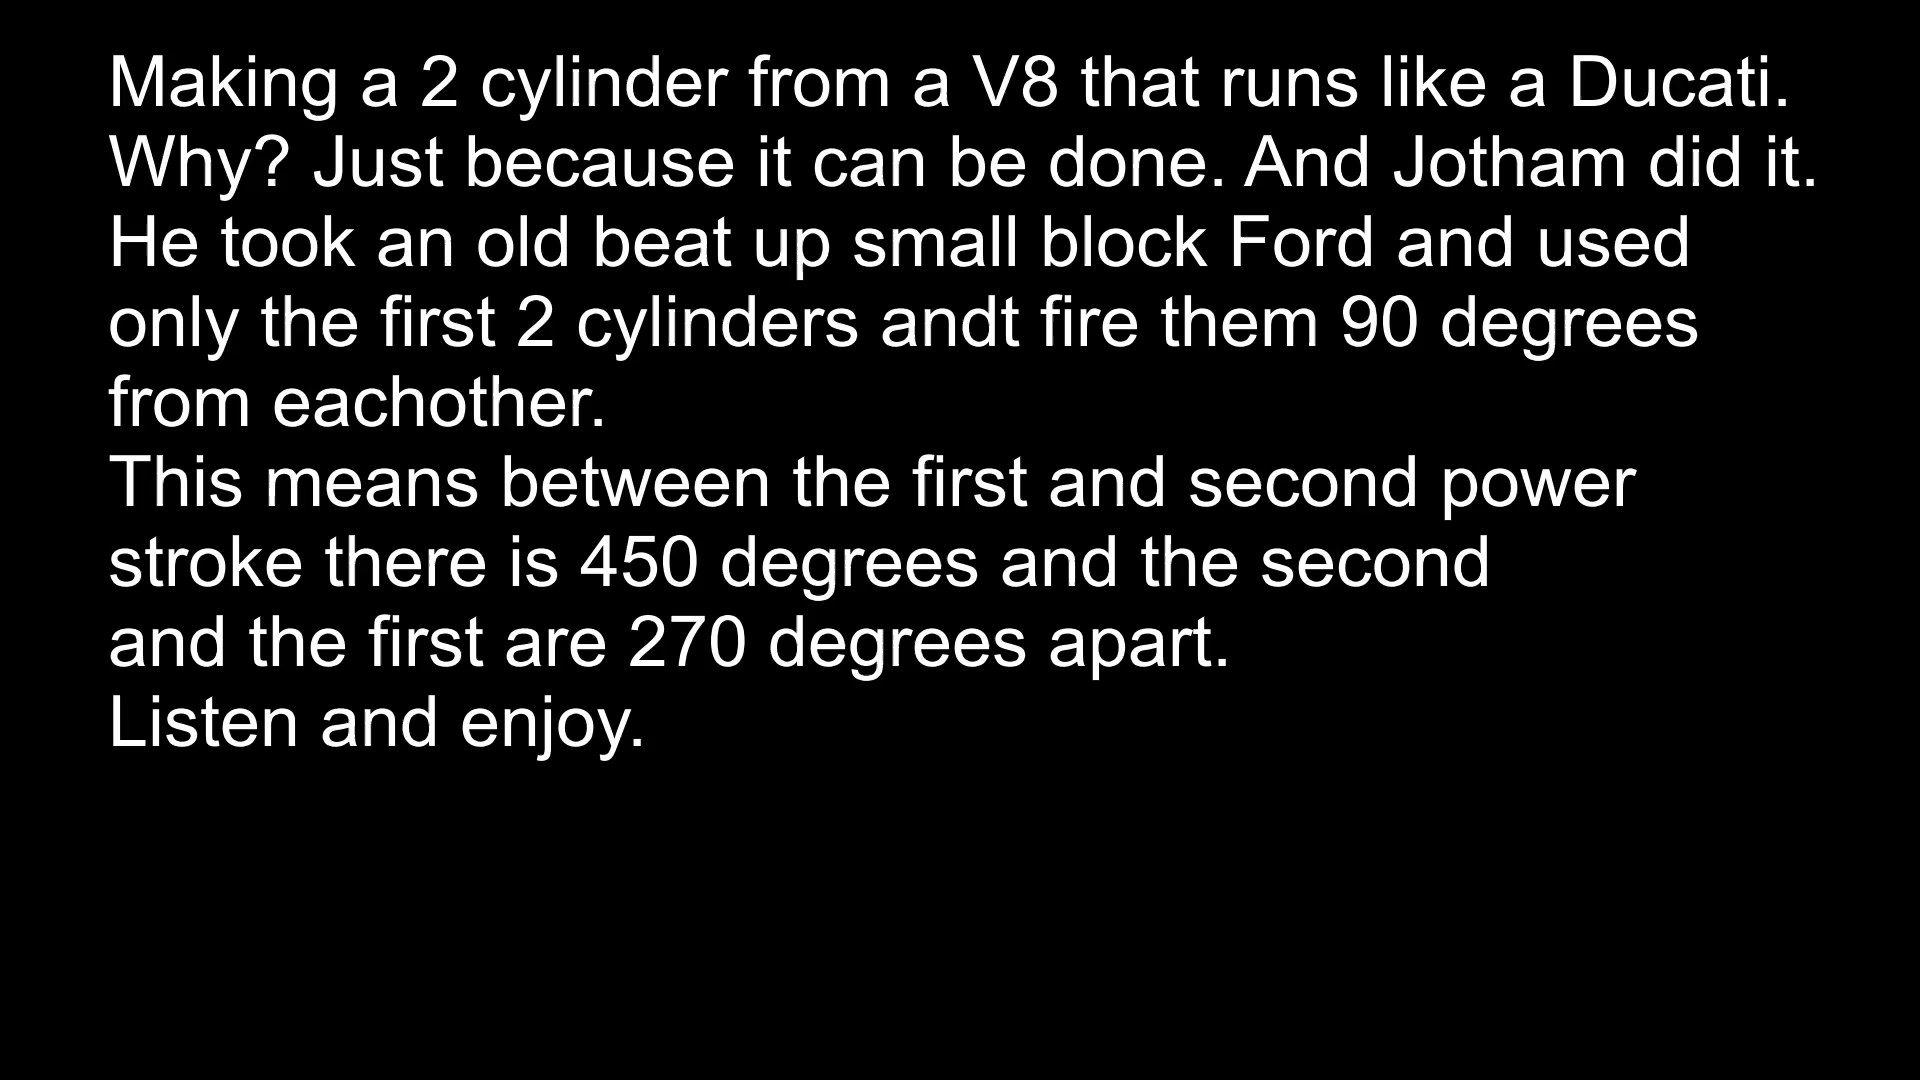 Making a 2 cylinder from a V8 that runs like a Ducati.
Why? Just because it can be done. And Jotham did it.
He took an old beat up small block Ford and used
only the first 2 cylinders andt fire them 90 degrees
from eachother.
This means between the first and second power
stroke there is 450 degrees and the second
and the first are 270 degrees apart.
Listen and enjoy.